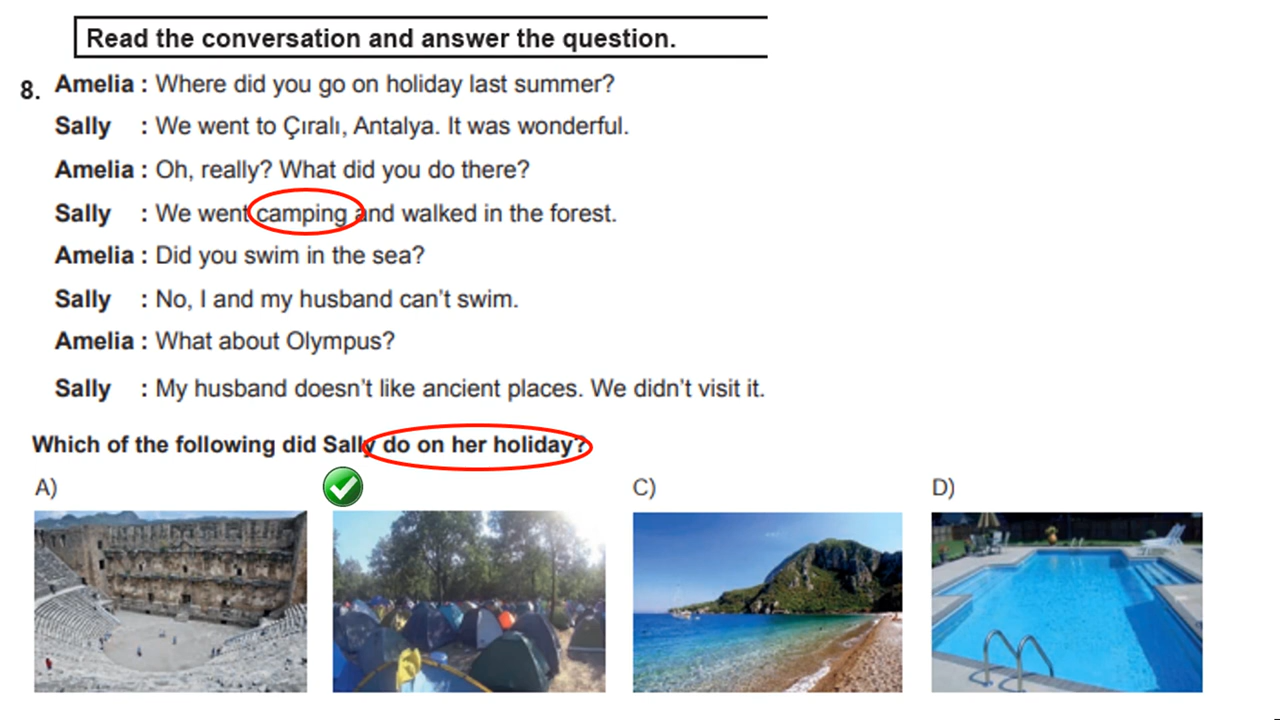 Read the conversation and answer the question.
8. Amelia : Where did you go on holiday last summer?
Sally : We went to Çıralı, Antalya. It was wonderful.
Amelia : Oh, really? What did you do there?
Sally : We went camping and walked in the forest.
Amelia : Did you swim in the sea?
Sally : No, I and my husband can't swim.
Amelia : What about Olympus?
Sally : My husband doesn't like ancient places. We didn't visit it.
Which of the following did Sally do on her holiday?
A) C) D)